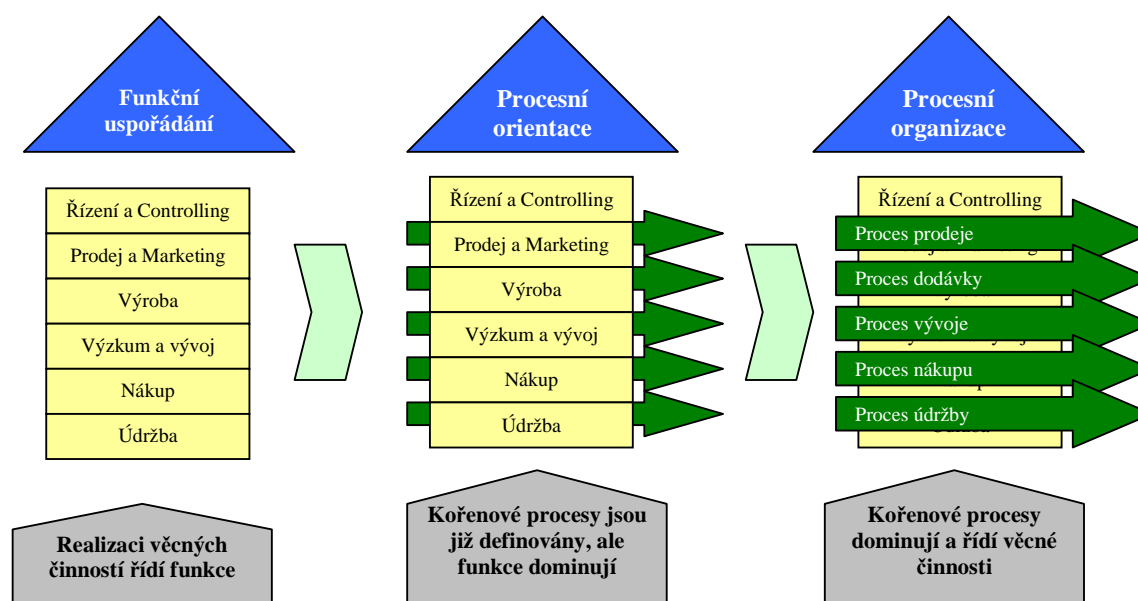 Funkční
uspořádání
Řízení a Controlling
Prodej a Marketing
Výroba
Výzkum a vývoj
Nákup
Údržba
Realizaci věcných
činností řídí funkce
Procesní
orientace
Řízení a Controlling
Prodej a Marketing
Výroba
Výzkum a vývoj
Nákup
Údržba
Kořenové procesy jsou
již definovány, ale
funkce dominují
Procesní
organizace
Řízení a Controlling
Proces prodeje
Proces dodávky
Proces vývoje
Proces nákupu
Proces údržby
Kořenové procesy
dominují a řídí věcné
činnosti